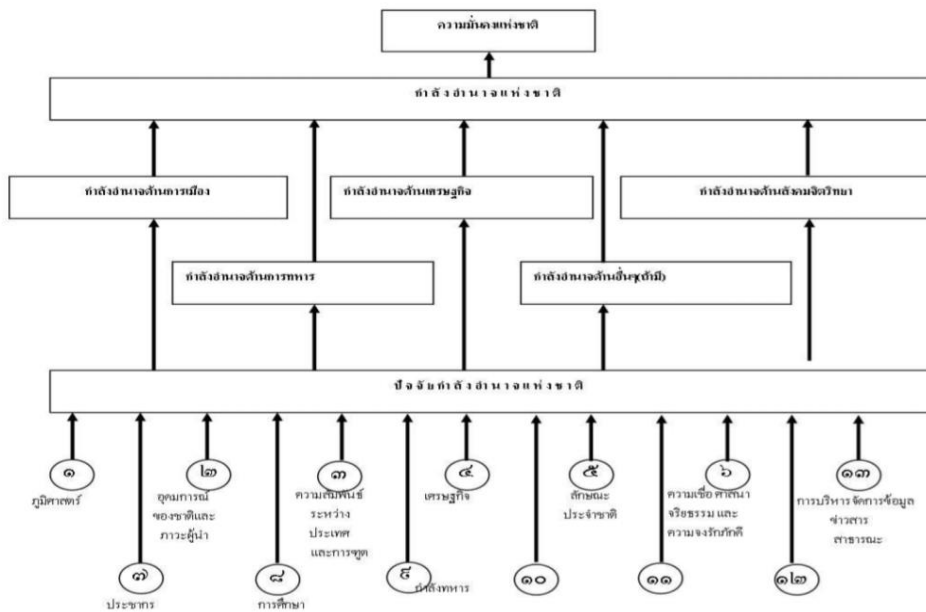 ความมั่นคงแห่งชาติ
กำลังอำนาจแห่งชาติ
กำลังอำนาจด้านการเมือง
กำลังอำนาจด้านเศรษฐกิจ
กำลังอำนาจด้านสังคมจิตวิทยา
กำลังอำนาจด้านการทหาร
กำลังอำนาจด้านอื่นๆ(ถ้ามี)
ปัจจัยกำลังอำนาจแห่งชาติ
๑
ภูมิศาสตร์
๒
อุดมการณ์
ของชาติและ
ภาวะผู้นำ
๓
ความสัมพันธ์
ระหว่าง
ประเทศ
และการทูต
๔
เศรษฐกิจ
๕
ลักษณะ
ประจำชาติ
๖
ความเชื่อ ศาสนา
จริยธรรม และ
ความจงรักภักดี
๑๓
การบริหารจัดการข้อมูล
ข่าวสาร
สาธารณะ
๗
ประชากร
๘
การศึกษา
๙
กำลังทหาร
๑๐
๑๑
๑๒